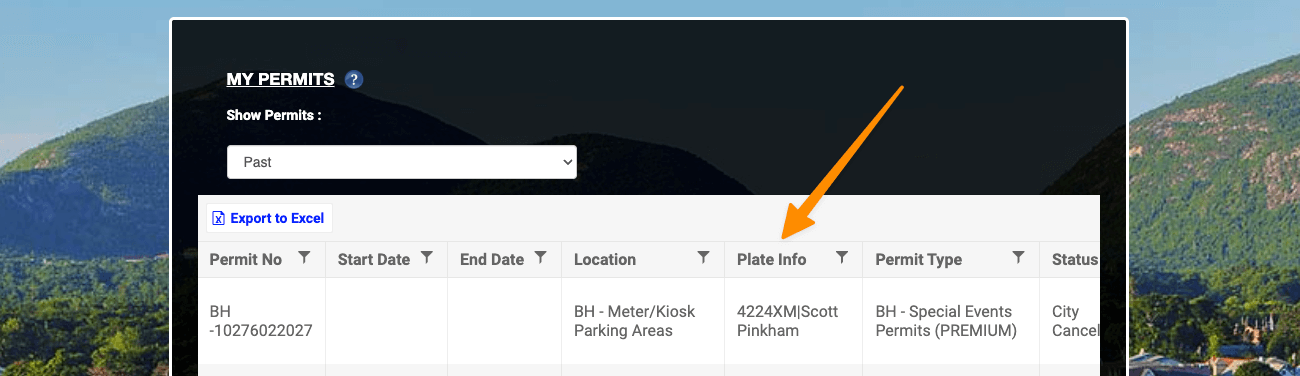 MY PERMITS ?
Show Permits :
Past
Export to Excel
Permit No Start Date End Date Location Plate Info Permit Type Status
BH BH - Meter/Kiosk 4224XM|Scott BH - Special Events City
-10276022027 Parking Areas Pinkham Permits (PREMIUM) Cancel